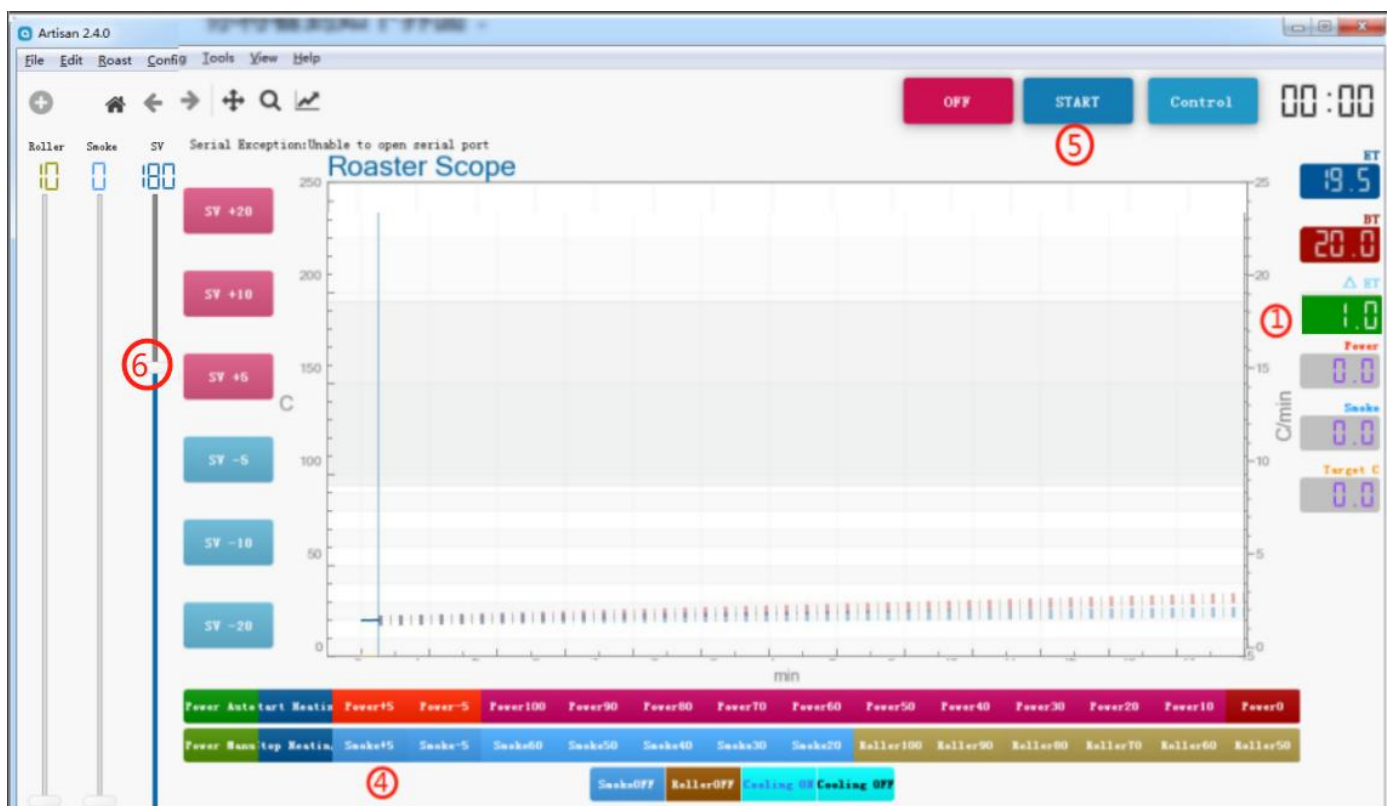 Artisan 2.4.0
File Edit Roast Config Tools View Help
OFF START Control 00:00
⑤
Roller Smoke SV
10 0 180
Serial Exception:Unable to open serial port
Roaster Scope
ET
19.5
BT
20.0
△ ET
1.0
①
Power
0.0
Smoke
0.0
Target C
0.0
SV +20
SV +10
SV +5
SV -5
SV -10
SV -20
⑥
250
200
150
100
50
0
C
25
20
15
10
5
0
C/min
min
Power Auto tart Heatin Power+5 Power-5 Power100 Power90 Power80 Power70 Power60 Power50 Power40 Power30 Power20 Power10 Power0
Power Manu top Heatin Smoke+5 Smoke-5 Smoke60 Smoke50 Smoke40 Smoke30 Smoke20 Roller100 Roller90 Roller80 Roller70 Roller60 Roller50
④
SmokeOFF RollerOFF Cooling ON Cooling OFF